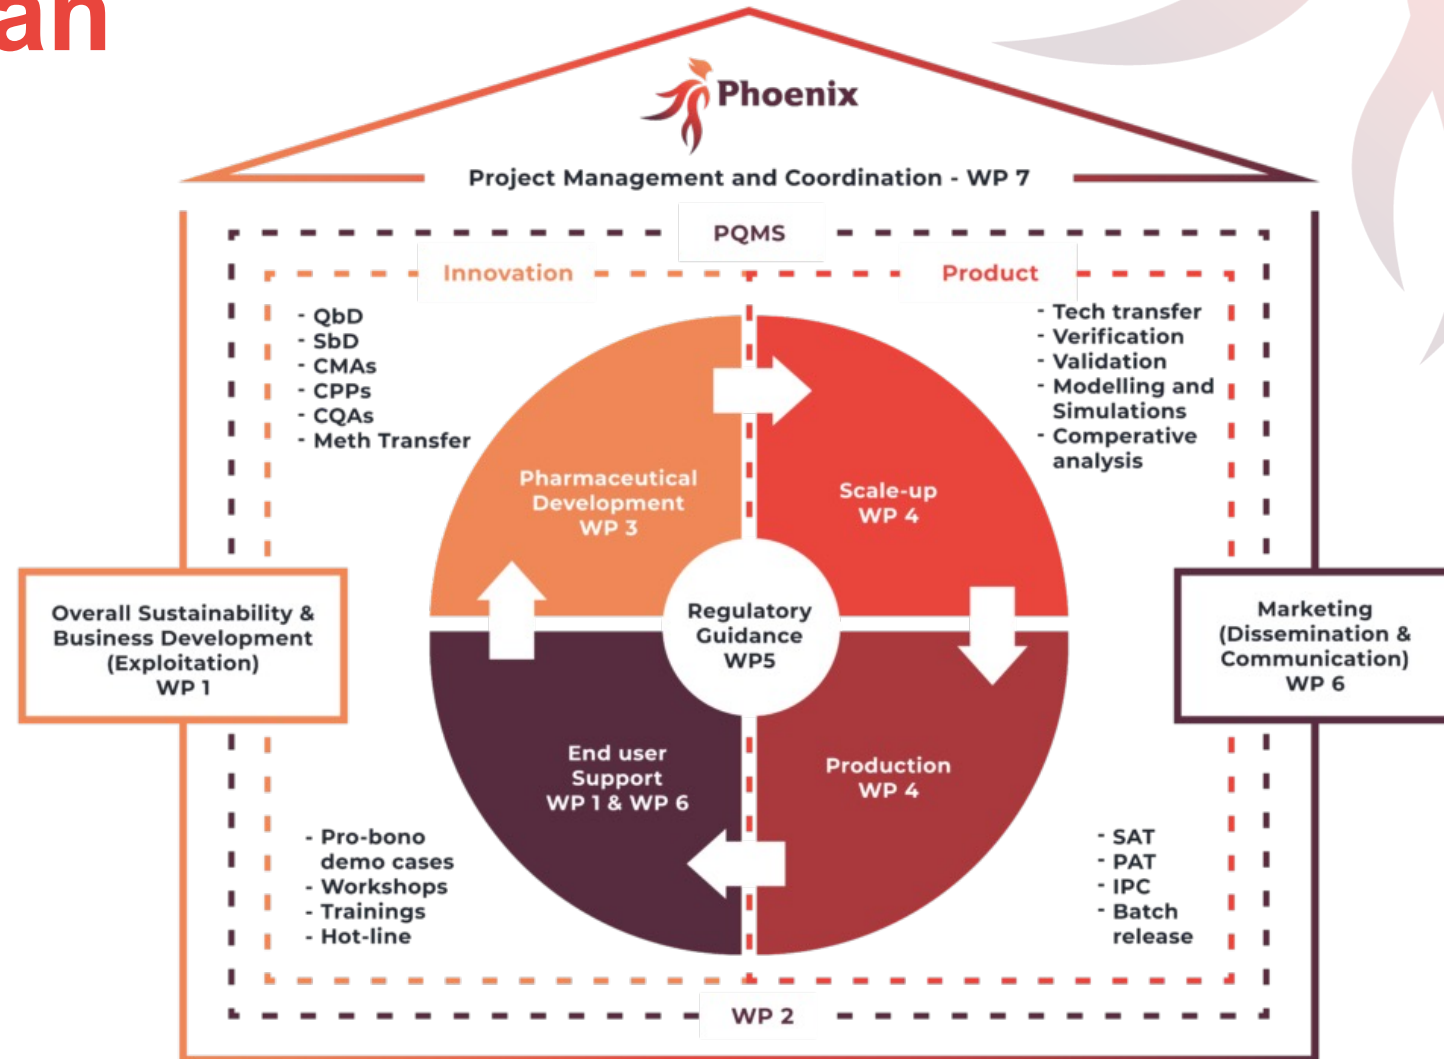 an
Phoenix
Project Management and Coordination - WP 7
PQMS
Innovation
Product
- QbD
- SbD
- CMAs
- CPPs
- CQAs
- Meth Transfer
- Tech transfer
- Verification
- Validation
- Modelling and
Simulations
- Comperative
analysis
Pharmaceutical
Development
WP 3
Scale-up
WP 4
Overall Sustainability &
Business Development
(Exploitation)
WP 1
Regulatory
Guidance
WP5
Marketing
(Dissemination &
Communication)
WP 6
End user
Support
WP 1 & WP 6
Production
WP 4
- Pro-bono
demo cases
- Workshops
- Trainings
- Hot-line
- SAT
- PAT
- IPC
- Batch
release
WP 2